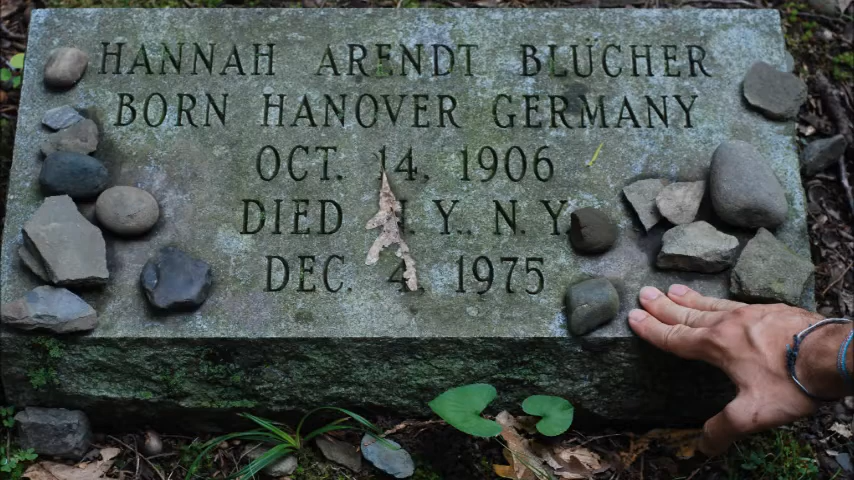 HANNAH ARENDT BLÜCHER
BORN HANOVER GERMANY
OCT. 14, 1906
DIED N. Y., N. Y.
DEC. 4, 1975